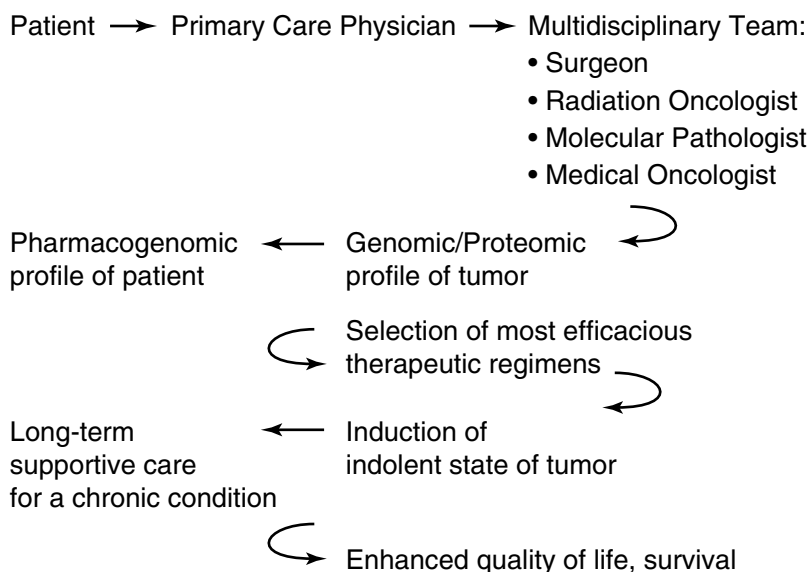 Patient → Primary Care Physician → Multidisciplinary Team:
• Surgeon
• Radiation Oncologist
• Molecular Pathologist
• Medical Oncologist
Pharmacogenomic
profile of patient
Genomic/Proteomic
profile of tumor
Selection of most efficacious
therapeutic regimens
Long-term
supportive care
for a chronic condition
Induction of
indolent state of tumor
Enhanced quality of life, survival